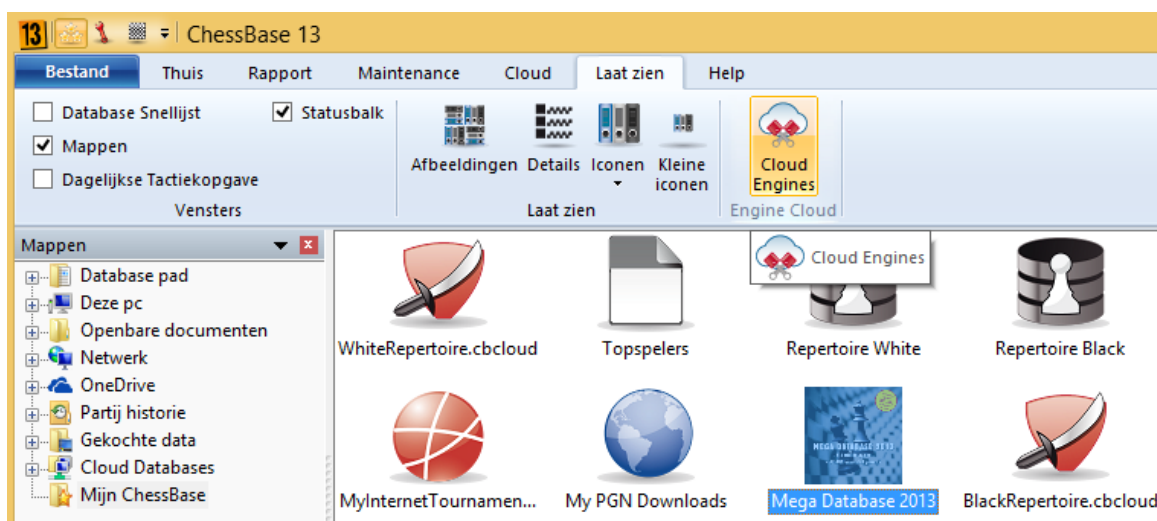 13 ChessBase 13
Bestand Thuis Rapport Maintenance Cloud Laat zien Help
Database Snellijst Statusbalk
Mappen
Dagelijkse Tactiekopgave
Vensters
Afbeeldingen Details Iconen Kleine iconen
Laat zien
Cloud Engines
Engine Cloud
Mappen
Database pad
Deze pc
Openbare documenten
Netwerk
OneDrive
Partij historie
Gekochte data
Cloud Databases
Mijn ChessBase
Cloud Engines
WhiteRepertoire.cbcloud Topspelers Repertoire White Repertoire Black
MEGA DATABASE 2013
MyInternetTournamen... My PGN Downloads Mega Database 2013 BlackRepertoire.cbcloud